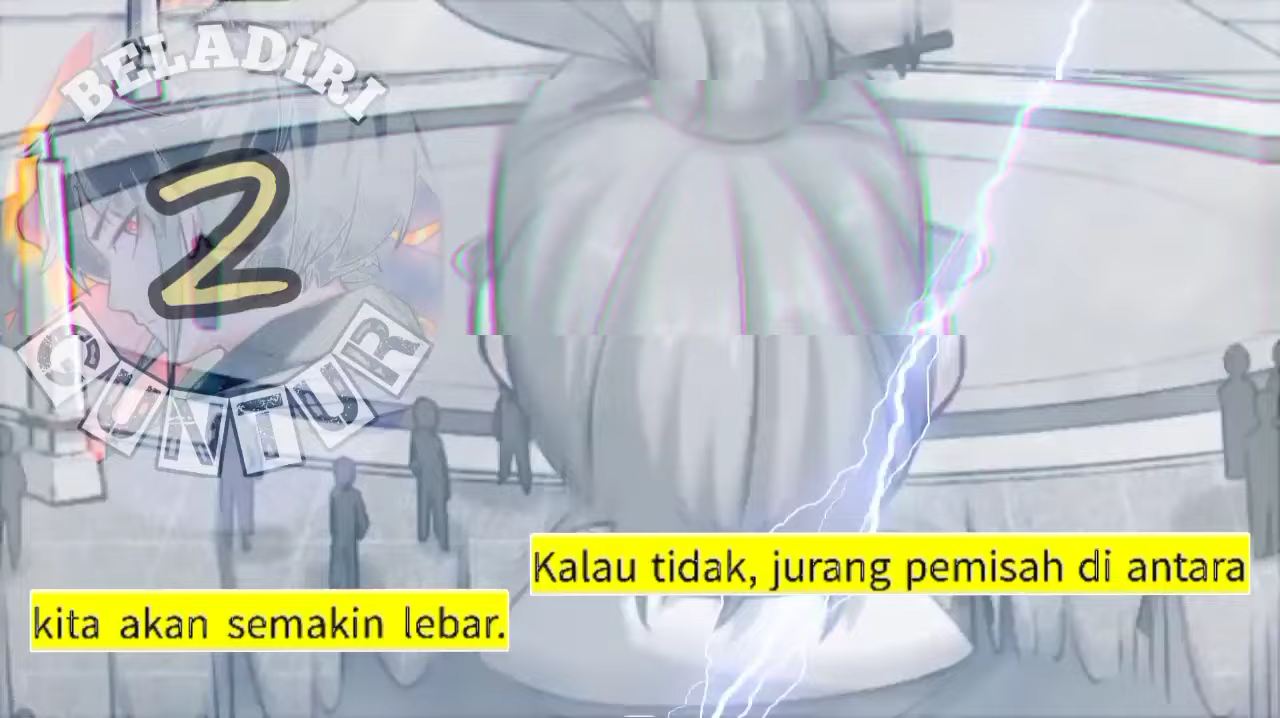 BELADIRI
2
GUNTUR
Kalau tidak, jurang pemisah di antara
kita akan semakin lebar.